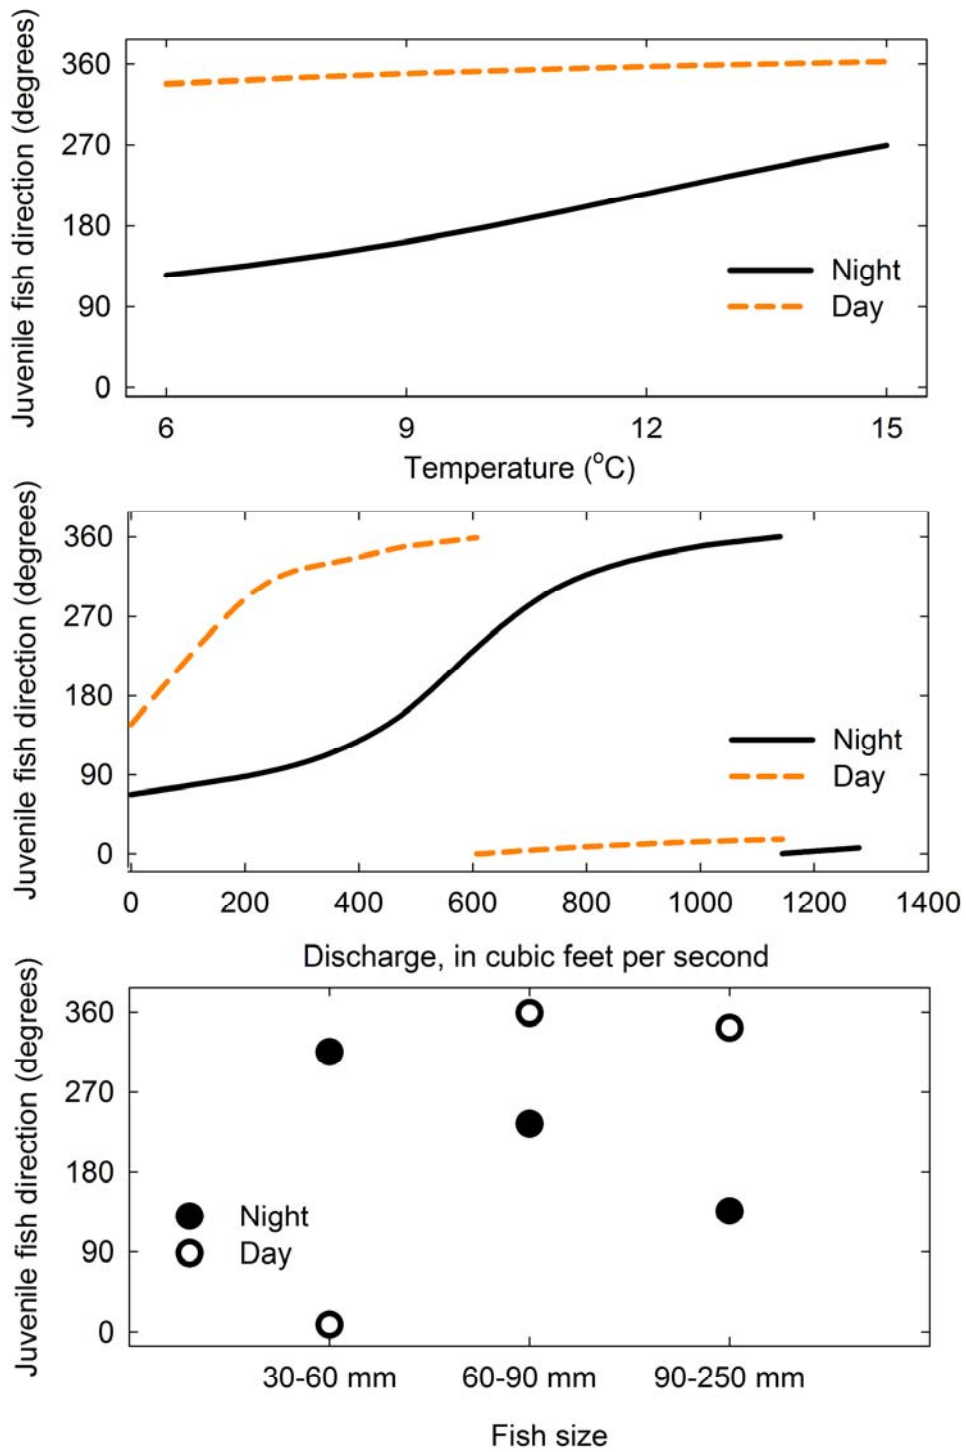 Juvenile fish direction (degrees)
360
270
180
90
0
Night
Day
6 9 12 15
Temperature (°C)
Juvenile fish direction (degrees)
360
270
180
90
0
Night
Day
0 200 400 600 800 1000 1200 1400
Discharge, in cubic feet per second
Juvenile fish direction (degrees)
360
270
180
90
0
Night
Day
30-60 mm 60-90 mm 90-250 mm
Fish size